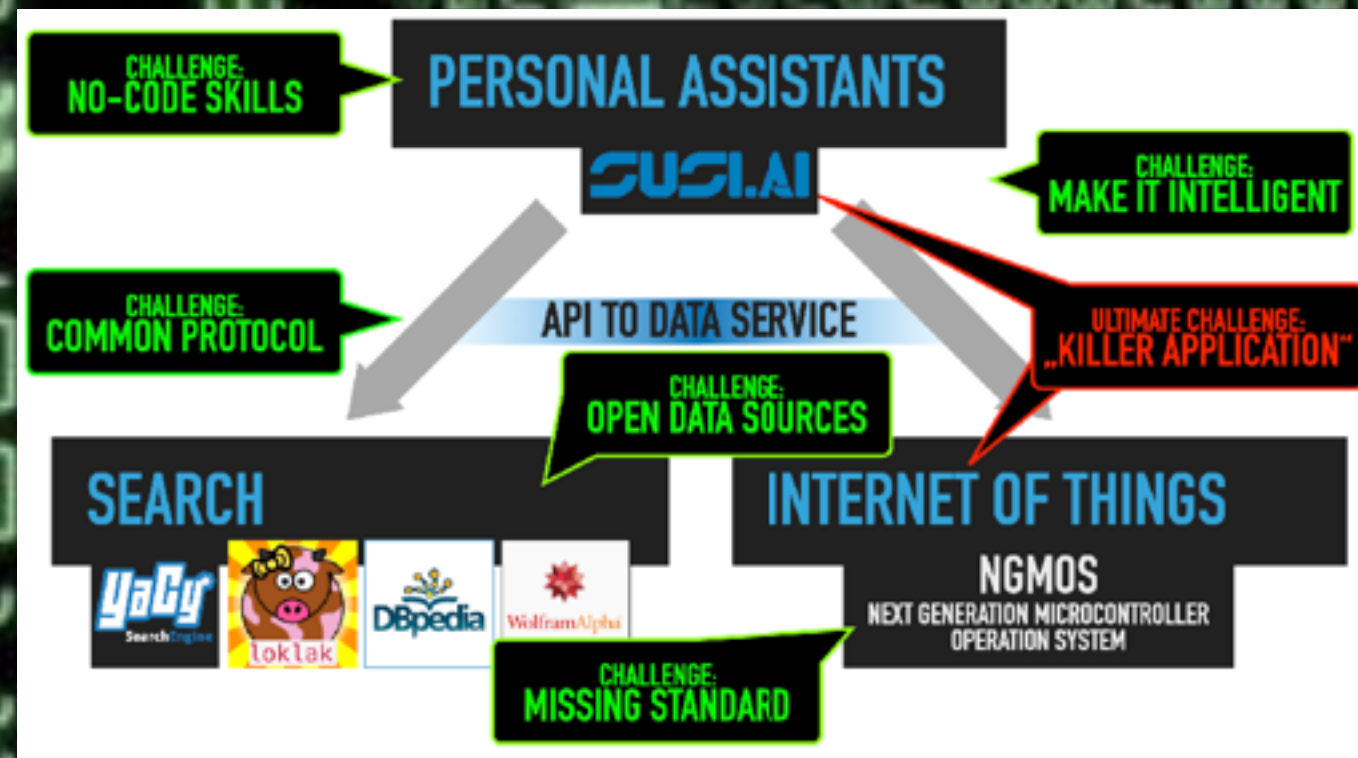 CHALLENGE:
NO-CODE SKILLS
PERSONAL ASSISTANTS
SUSI.AI
CHALLENGE:
MAKE IT INTELLIGENT
CHALLENGE:
COMMON PROTOCOL
API TO DATA SERVICE
ULTIMATE CHALLENGE:
„KILLER APPLICATION“
CHALLENGE:
OPEN DATA SOURCES
SEARCH
INTERNET OF THINGS
YaCy
SearchEngine
loklak
DBpedia
WolframAlpha
NGMOS
NEXT GENERATION MICROCONTROLLER
OPERATION SYSTEM
CHALLENGE:
MISSING STANDARD